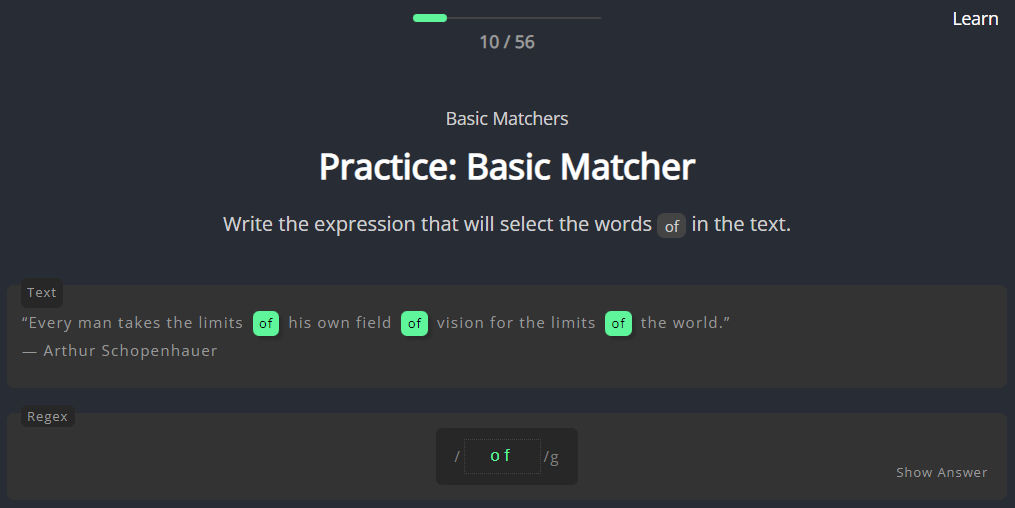 Learn
10 / 56
Basic Matchers
Practice: Basic Matcher
Write the expression that will select the words of in the text.
Text
“Every man takes the limits of his own field of vision for the limits of the world.”
— Arthur Schopenhauer
Regex
/ of /g
Show Answer